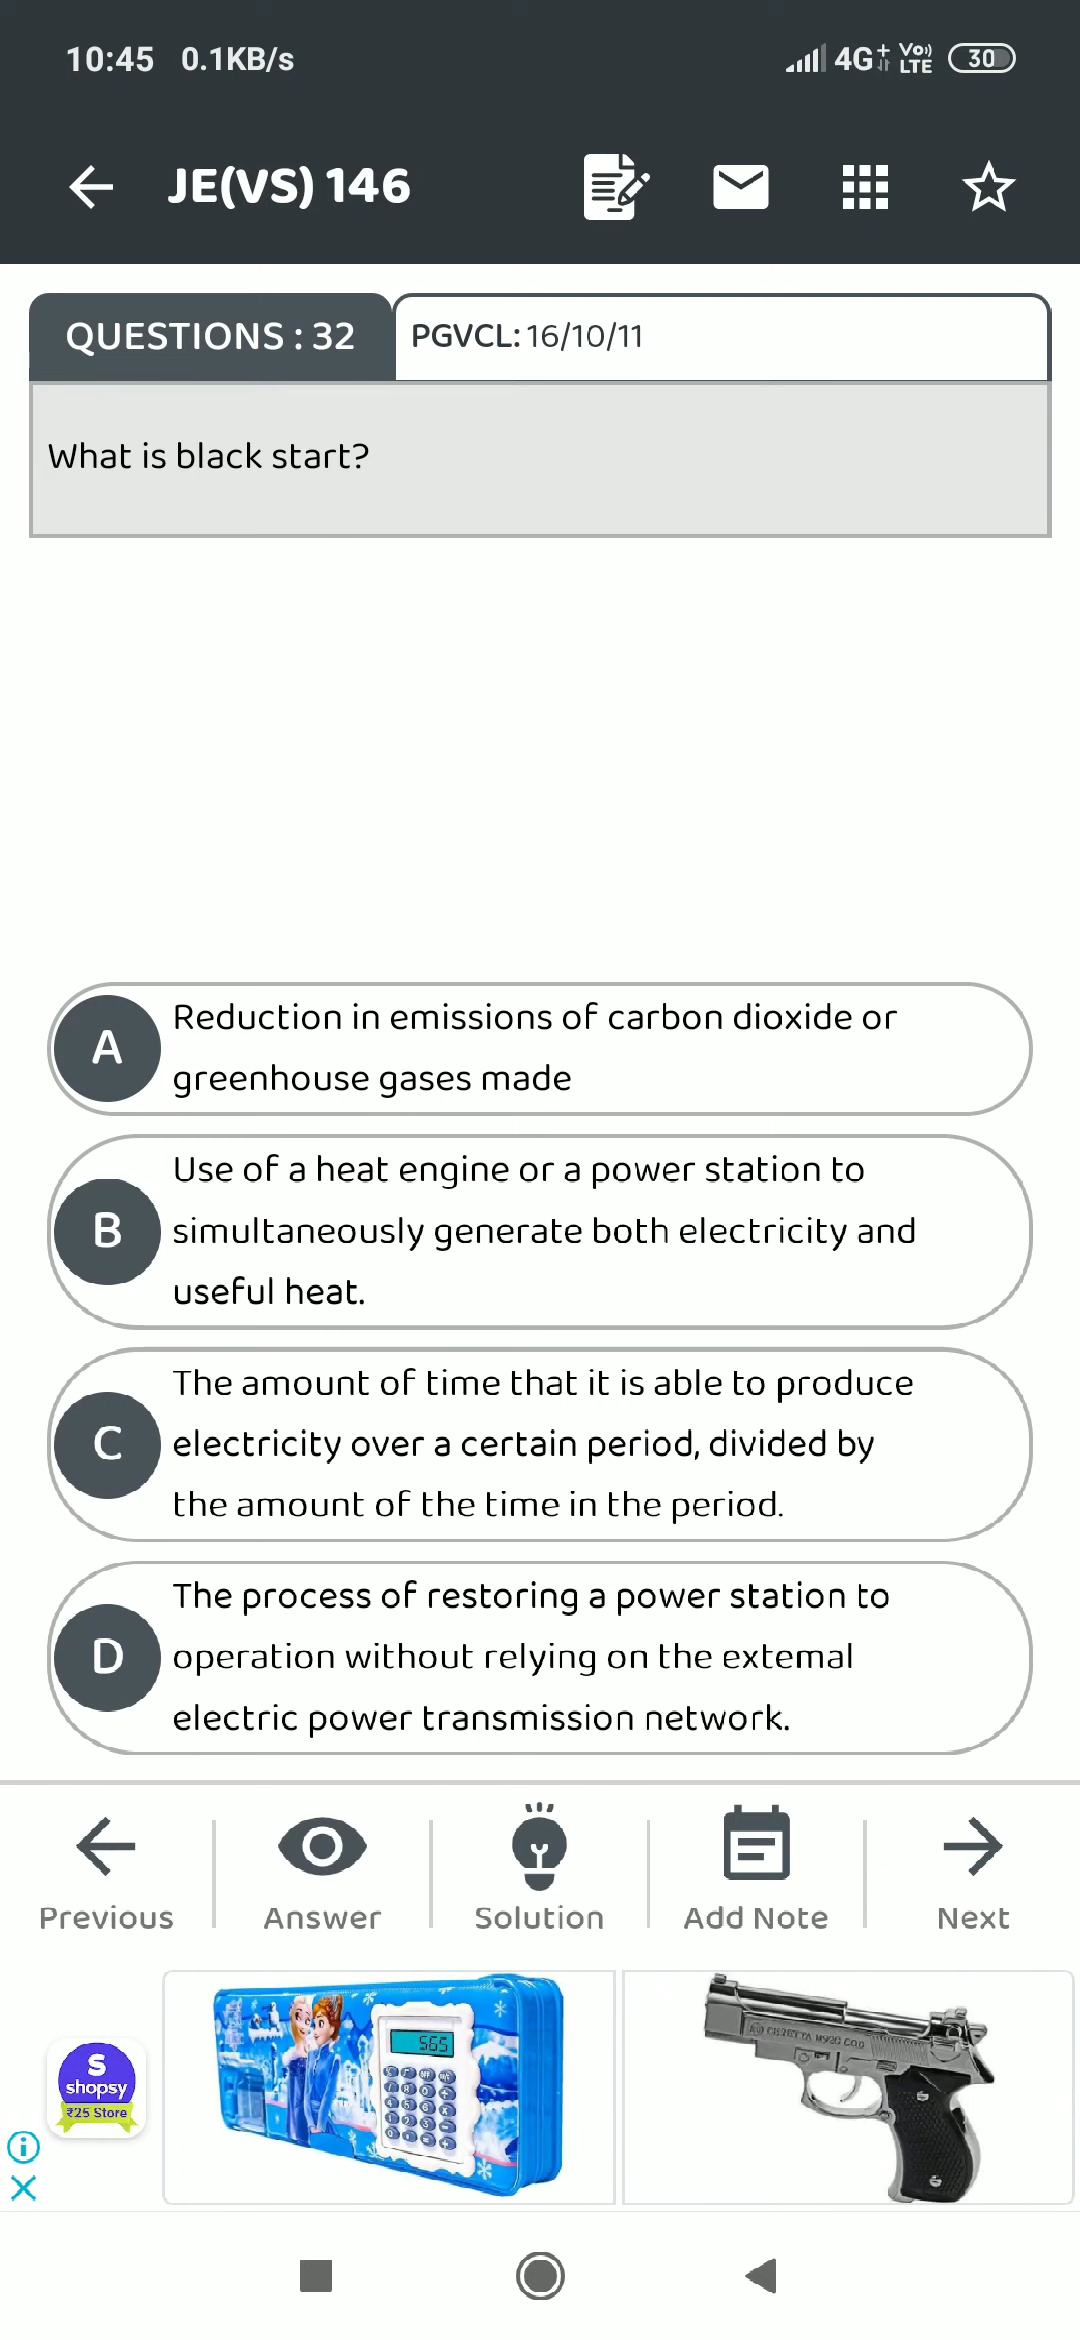 10:45 0.1KB/s 4G+ Vo) LTE 30
JE(VS) 146
QUESTIONS : 32 PGVCL: 16/10/11
What is black start?
A Reduction in emissions of carbon dioxide or
greenhouse gases made
B Use of a heat engine or a power station to
simultaneously generate both electricity and
useful heat.
C The amount of time that it is able to produce
electricity over a certain period, divided by
the amount of the time in the period.
D The process of restoring a power station to
operation without relying on the extemal
electric power transmission network.
Previous Answer Solution Add Note Next
S
shopsy
₹25 Store
565